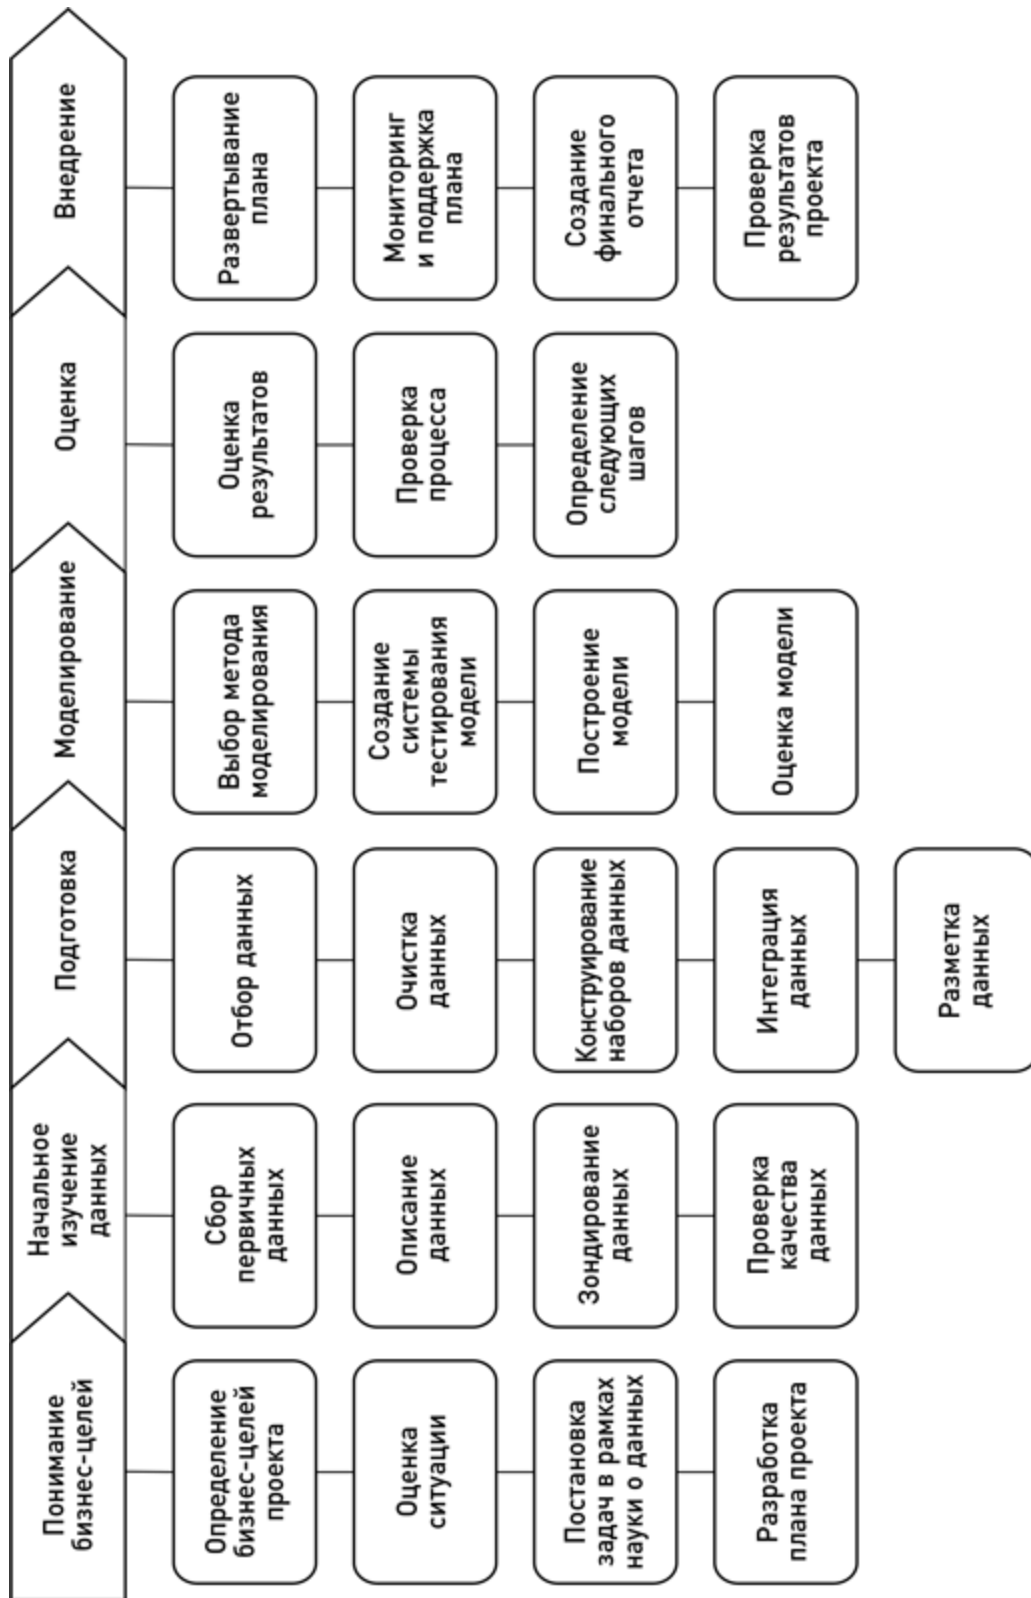 Понимание
бизнес-целей
Начальное
изучение
данных
Подготовка
Моделирование
Оценка
Внедрение
Определение
бизнес-целей
проекта
Сбор
первичных
данных
Отбор данных
Выбор метода
моделирования
Оценка
результатов
Развертывание
плана
Оценка
ситуации
Описание
данных
Очистка
данных
Создание
системы
тестирования
модели
Проверка
процесса
Мониторинг
и поддержка
плана
Постановка
задач в рамках
науки о данных
Зондирование
данных
Конструирование
наборов данных
Построение
модели
Определение
следующих
шагов
Создание
финального
отчета
Разработка
плана проекта
Проверка
качества
данных
Интеграция
данных
Оценка модели
Проверка
результатов
проекта
Разметка
данных